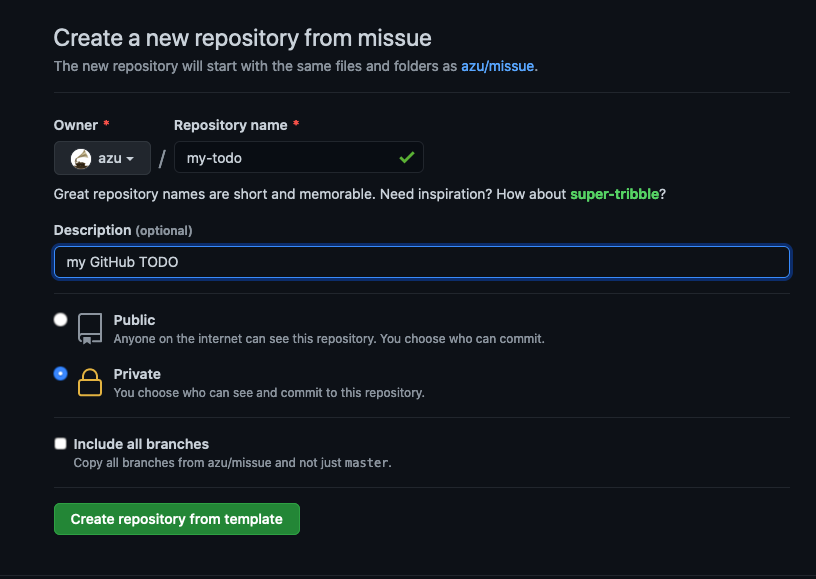 Create a new repository from missue
The new repository will start with the same files and folders as azu/missue.
Owner * Repository name *
azu / my-todo
Great repository names are short and memorable. Need inspiration? How about super-tribble?
Description (optional)
my GitHub TODO
Public
Anyone on the internet can see this repository. You choose who can commit.
Private
You choose who can see and commit to this repository.
Include all branches
Copy all branches from azu/missue and not just master.
Create repository from template